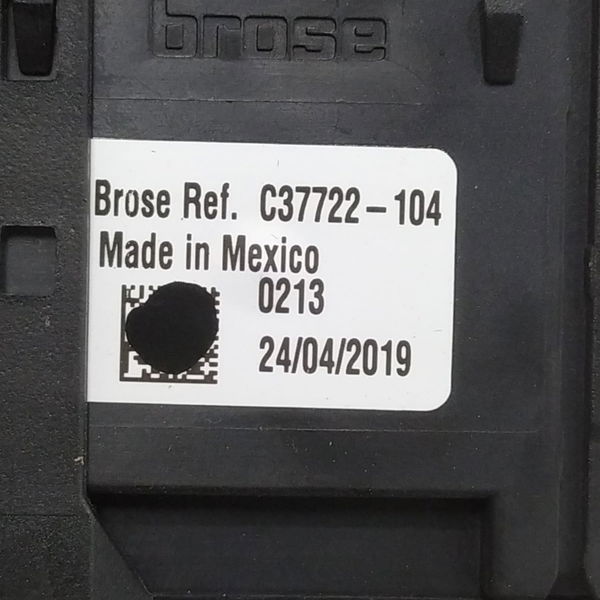 brose
Brose Ref. C37722-104
Made in Mexico
0213
24/04/2019